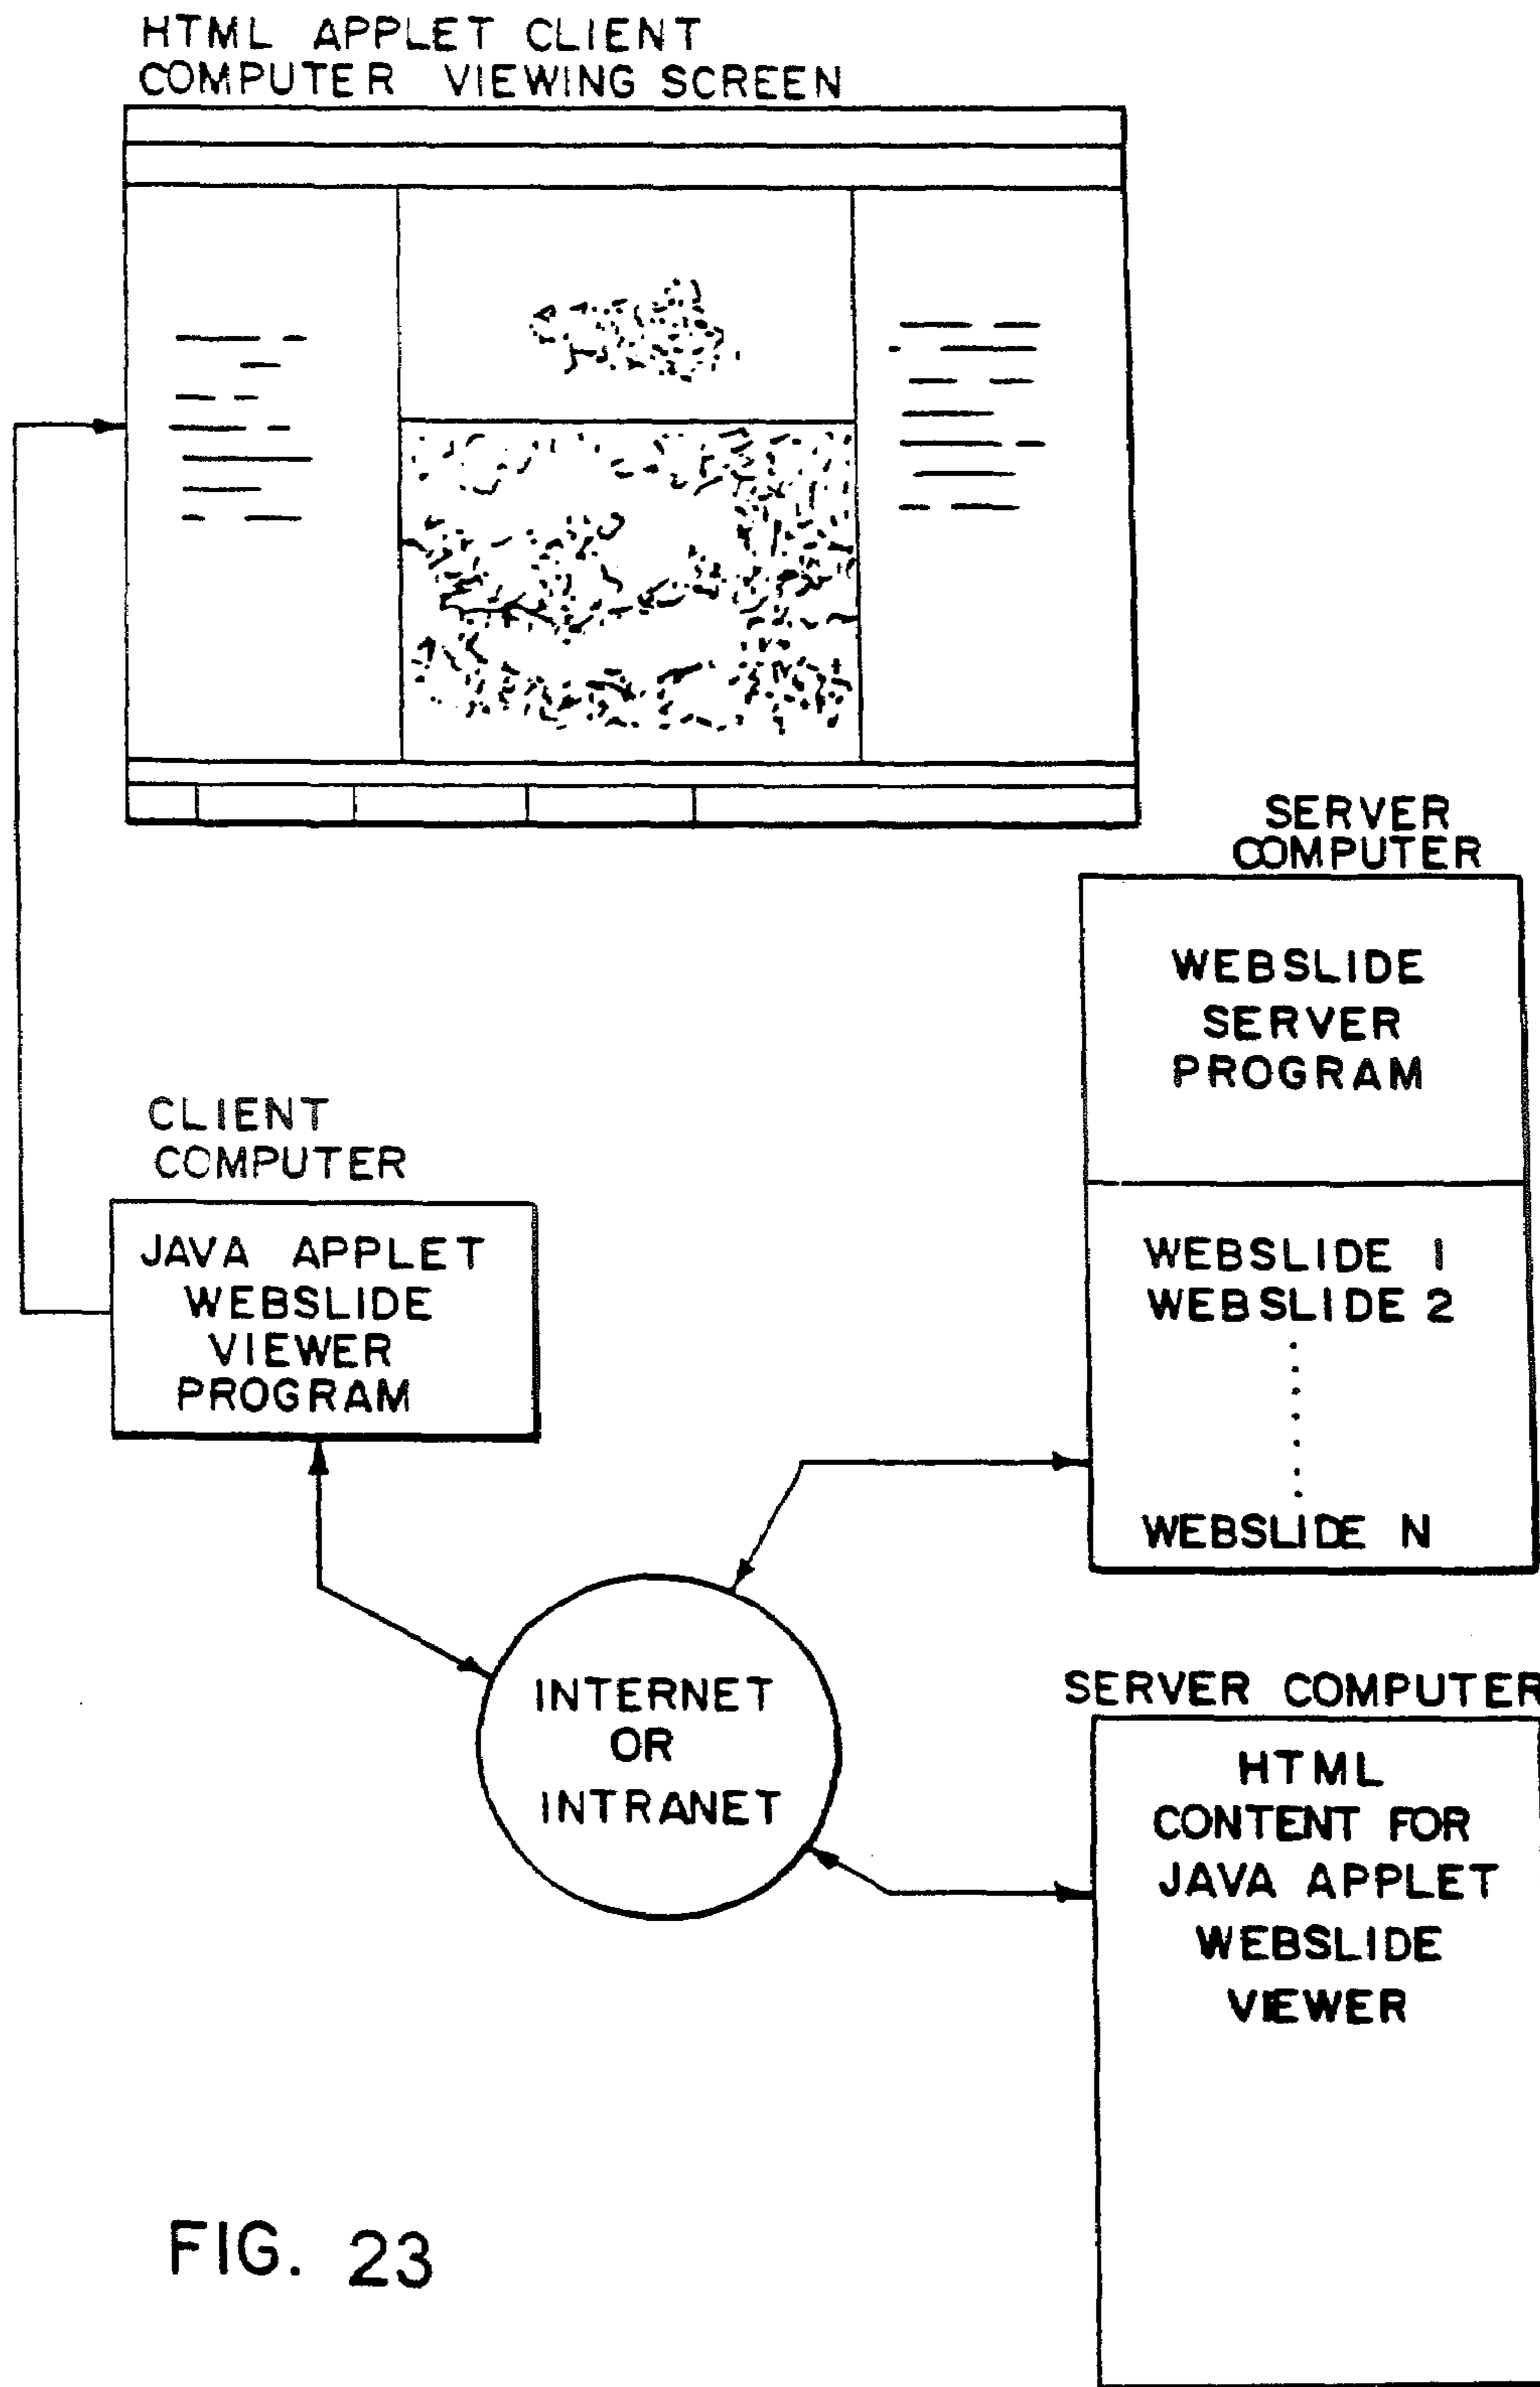 HTML APPLET CLIENT
COMPUTER VIEWING SCREEN
SERVER
COMPUTER
WEBSLIDE
SERVER
PROGRAM
WEBSLIDE 1
WEBSLIDE 2
WEBSLIDE N
CLIENT
COMPUTER
JAVA APPLET
WEBSLIDE
VIEWER
PROGRAM
INTERNET
OR
INTRANET
SERVER COMPUTER
HTML
CONTENT FOR
JAVA APPLET
WEBSLIDE
VIEWER
FIG. 23